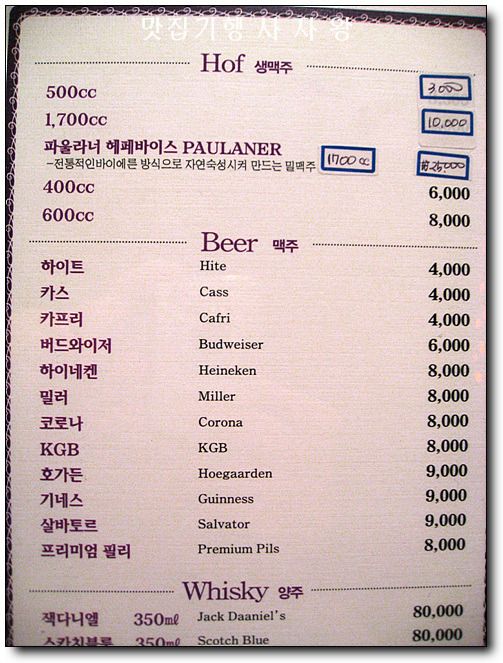 맛집기행 사자왕
Hof 생맥주
500cc 3,000
1,700cc 10,000
파울라너 헤페바이스 PAULANER
-전통적인바이에른 방식으로 자연숙성시켜 만드는 밀맥주 1700cc ₩25,000
400cc 6,000
600cc 8,000
Beer 맥주
하이트 Hite 4,000
카스 Cass 4,000
카프리 Cafri 4,000
버드와이저 Budweiser 6,000
하이네켄 Heineken 8,000
밀러 Miller 8,000
코로나 Corona 8,000
KGB KGB 8,000
호가든 Hoegaarden 9,000
기네스 Guinness 9,000
살바토르 Salvator 9,000
프리미엄 필리 Premium Pils 8,000
Whisky 양주
잭다니엘 350㎖ Jack Daaniel's 80,000
스카치블루 350㎖ Scotch Blue 80,000